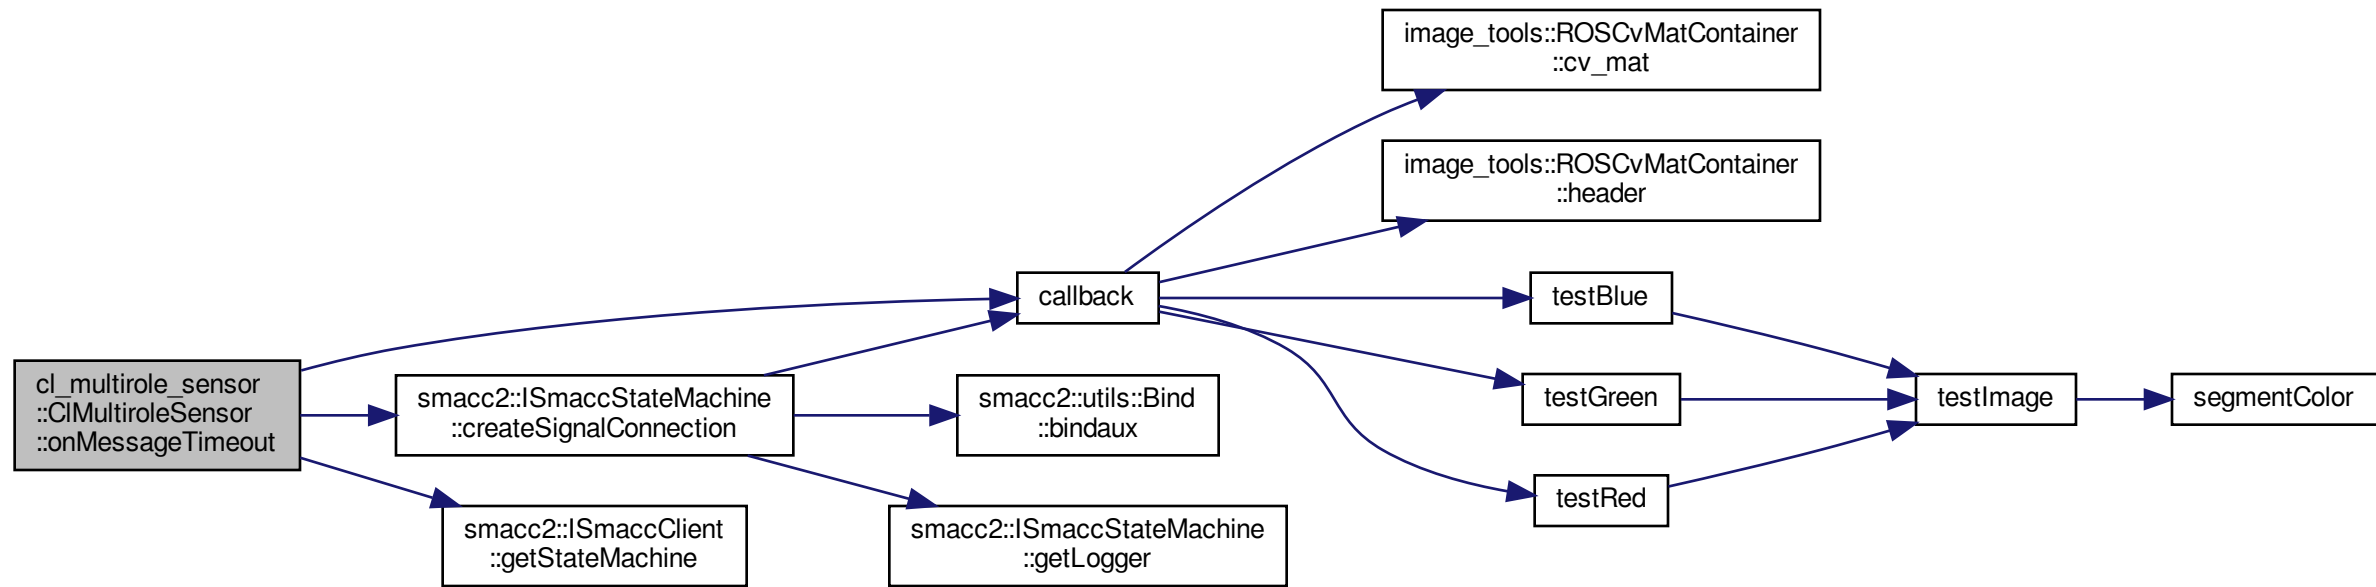 cl_multirole_sensor
::ClMultiroleSensor
::onMessageTimeout
smacc2::ISmaccStateMachine
::createSignalConnection
smacc2::ISmaccClient
::getStateMachine
callback
smacc2::utils::Bind
::bindaux
smacc2::ISmaccStateMachine
::getLogger
image_tools::ROSCvMatContainer
::cv_mat
image_tools::ROSCvMatContainer
::header
testBlue
testGreen
testRed
testImage
segmentColor